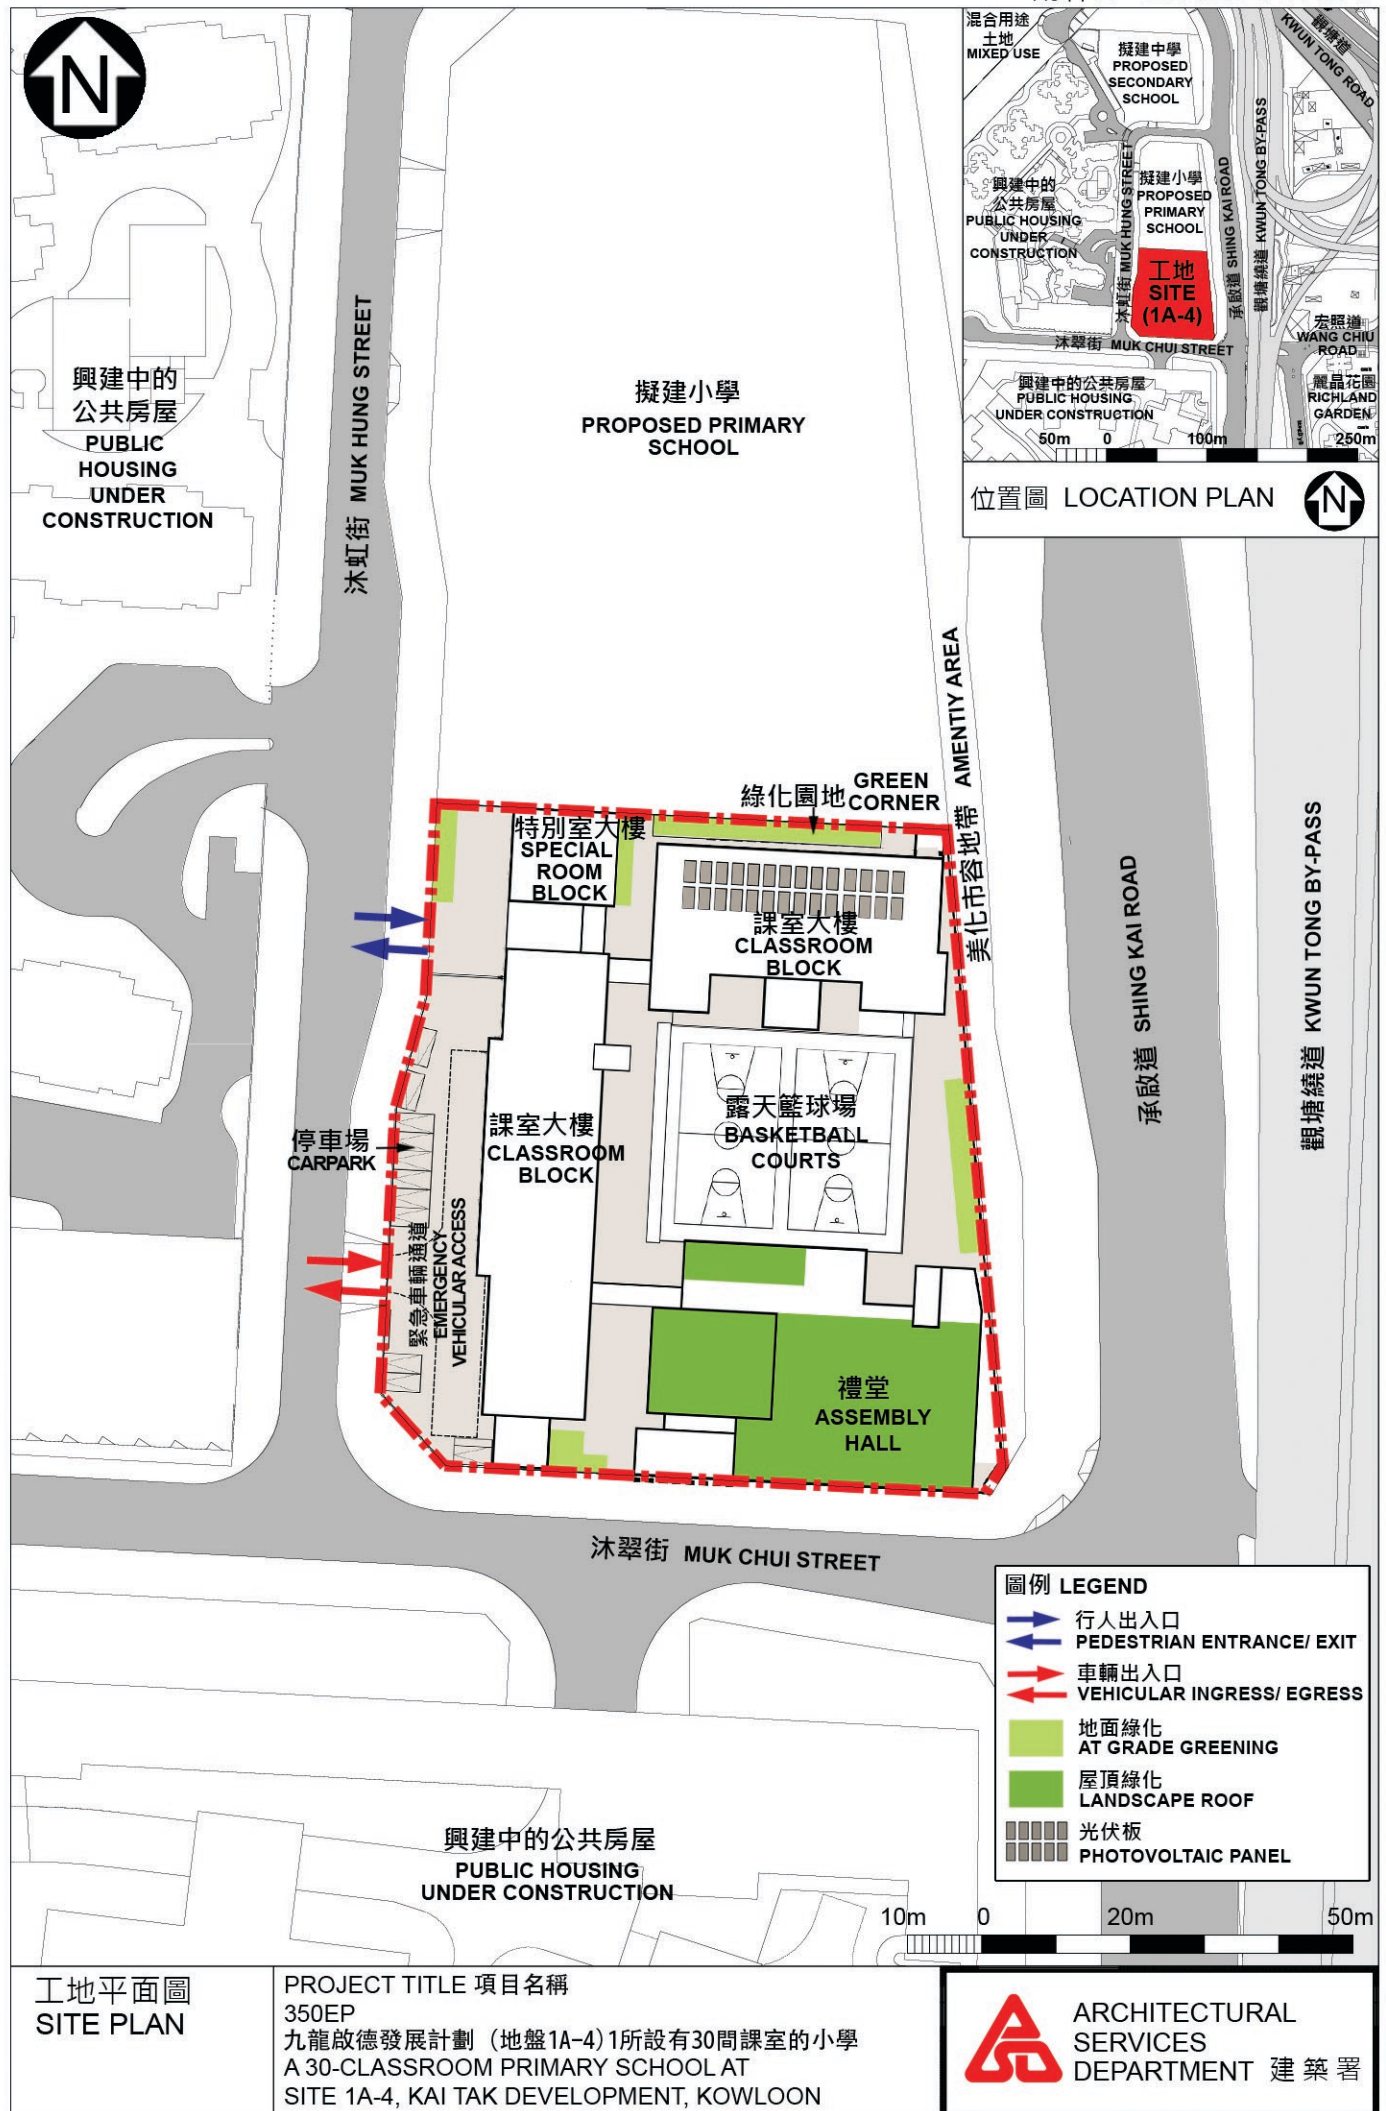 N
混合用途
土地
MIXED USE
擬建中學
PROPOSED
SECONDARY
SCHOOL
觀塘道
KWUN TONG ROAD
興建中的
公共房屋
PUBLIC HOUSING
UNDER
CONSTRUCTION
沐虹街 MUK HUNG STREET
擬建小學
PROPOSED
PRIMARY
SCHOOL
承啟道 SHING KAI ROAD
觀塘繞道 KWUN TONG BY-PASS
工地
SITE
(1A-4)
沐翠街 MUK CHUI STREET
宏照道
WANG CHIU
ROAD
麗晶花園
RICHLAND
GARDEN
興建中的公共房屋
PUBLIC HOUSING
UNDER CONSTRUCTION
50m 0 100m 250m
位置圖 LOCATION PLAN
N
興建中的
公共房屋
PUBLIC
HOUSING
UNDER
CONSTRUCTION
沐虹街 MUK HUNG STREET
擬建小學
PROPOSED PRIMARY
SCHOOL
美化市容地帶 AMENTIY AREA
綠化園地
GREEN
CORNER
特別室大樓
SPECIAL
ROOM
BLOCK
課室大樓
CLASSROOM
BLOCK
承啟道 SHING KAI ROAD
觀塘繞道 KWUN TONG BY-PASS
露天籃球場
BASKETBALL
COURTS
課室大樓
CLASSROOM
BLOCK
停車場
CARPARK
緊急車輛通道
EMERGENCY
VEHICULAR ACCESS
禮堂
ASSEMBLY
HALL
沐翠街 MUK CHUI STREET
興建中的公共房屋
PUBLIC HOUSING
UNDER CONSTRUCTION
圖例 LEGEND
行人出入口
PEDESTRIAN ENTRANCE/ EXIT
車輛出入口
VEHICULAR INGRESS/ EGRESS
地面綠化
AT GRADE GREENING
屋頂綠化
LANDSCAPE ROOF
光伏板
PHOTOVOLTAIC PANEL
10m 0 20m 50m
工地平面圖
SITE PLAN
PROJECT TITLE 項目名稱
350EP
九龍啟德發展計劃（地盤1A-4)1所設有30間課室的小學
A 30-CLASSROOM PRIMARY SCHOOL AT
SITE 1A-4, KAI TAK DEVELOPMENT, KOWLOON
ARCHITECTURAL
SERVICES
DEPARTMENT 建築署